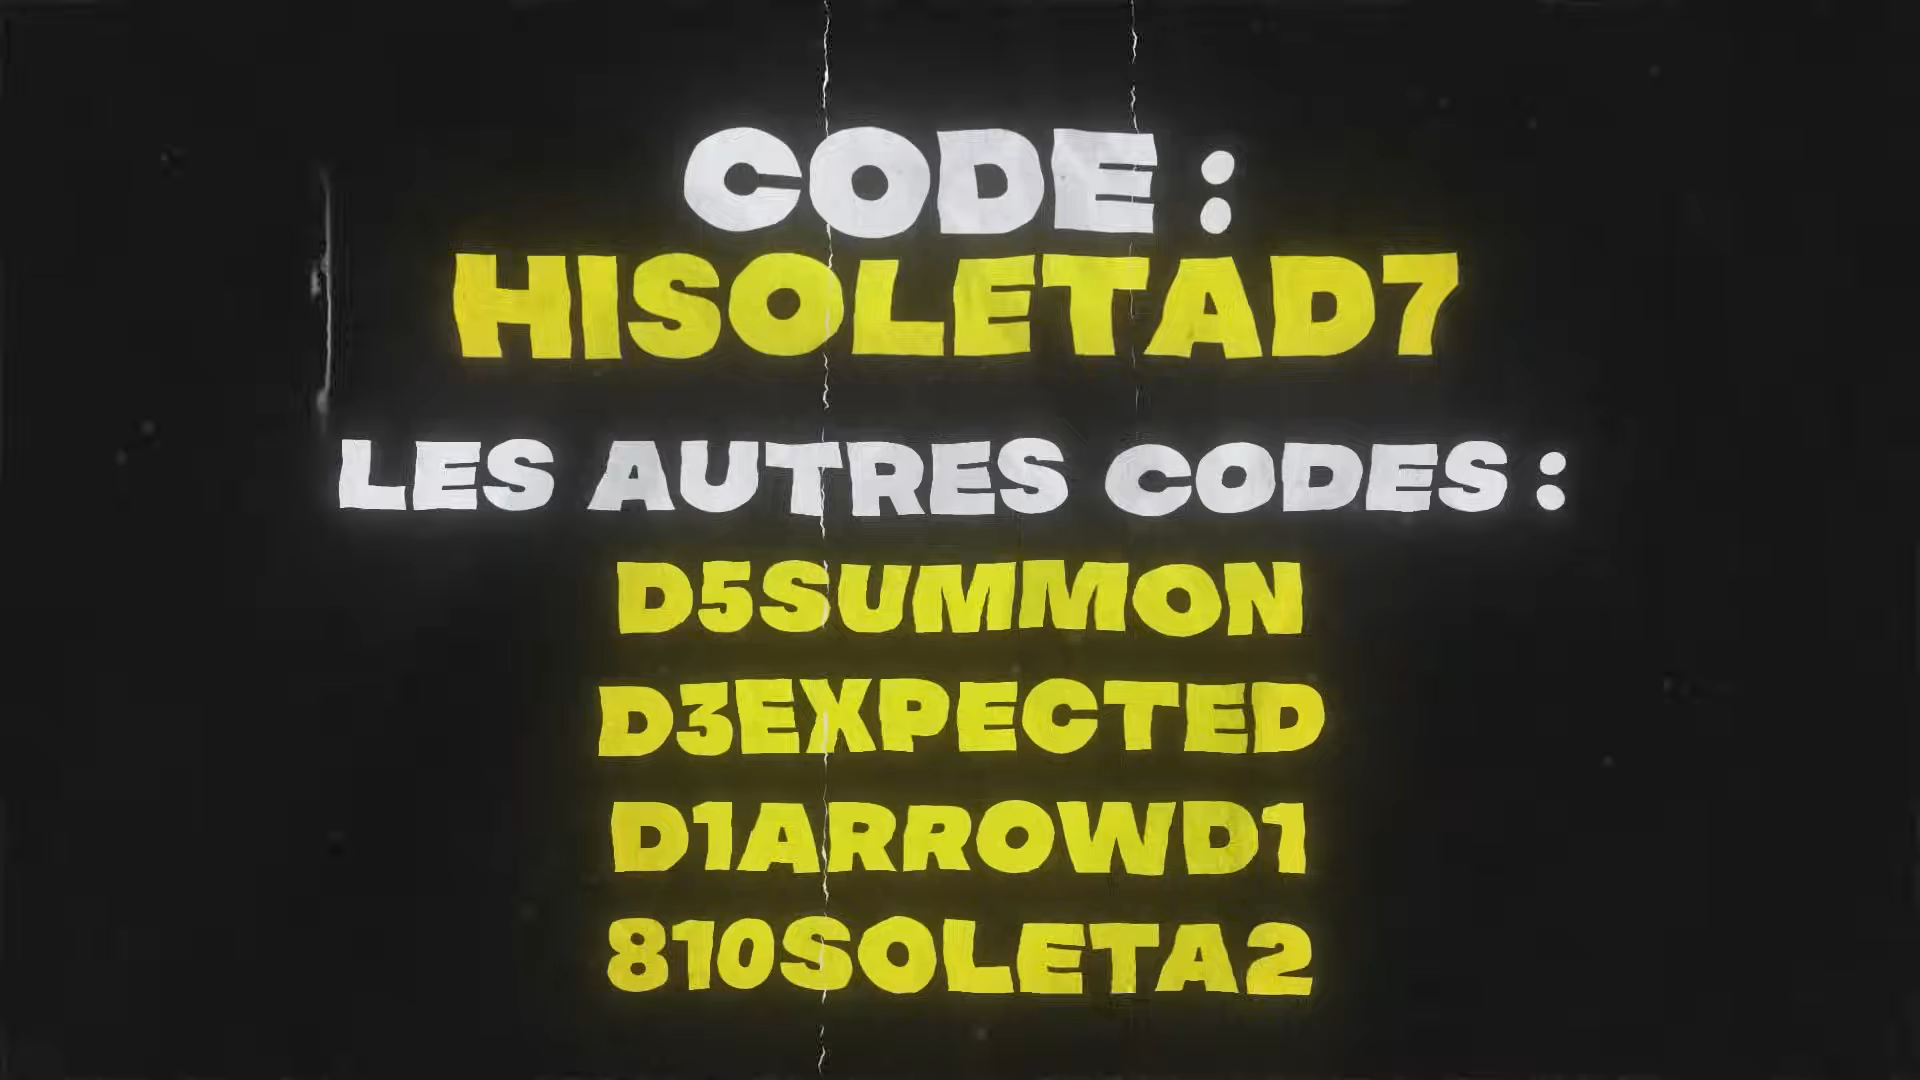 CODE :
HISOLETAD7
LES AUTRES CODES :
D5SUMMON
D3EXPECTED
D1ARROWD1
810SOLETA2